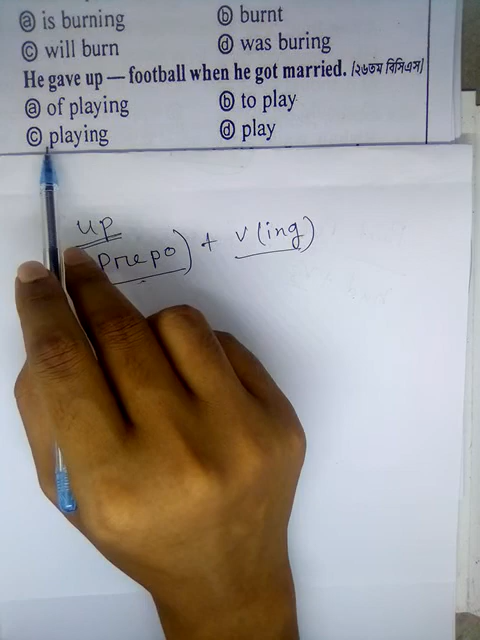 ⓐ is burning ⓑ burnt
ⓒ will burn ⓓ was buring
He gave up — football when he got married. [২৬তম বিসিএস]
ⓐ of playing ⓑ to play
ⓒ playing ⓓ play
up
Prepo) + V(ing)